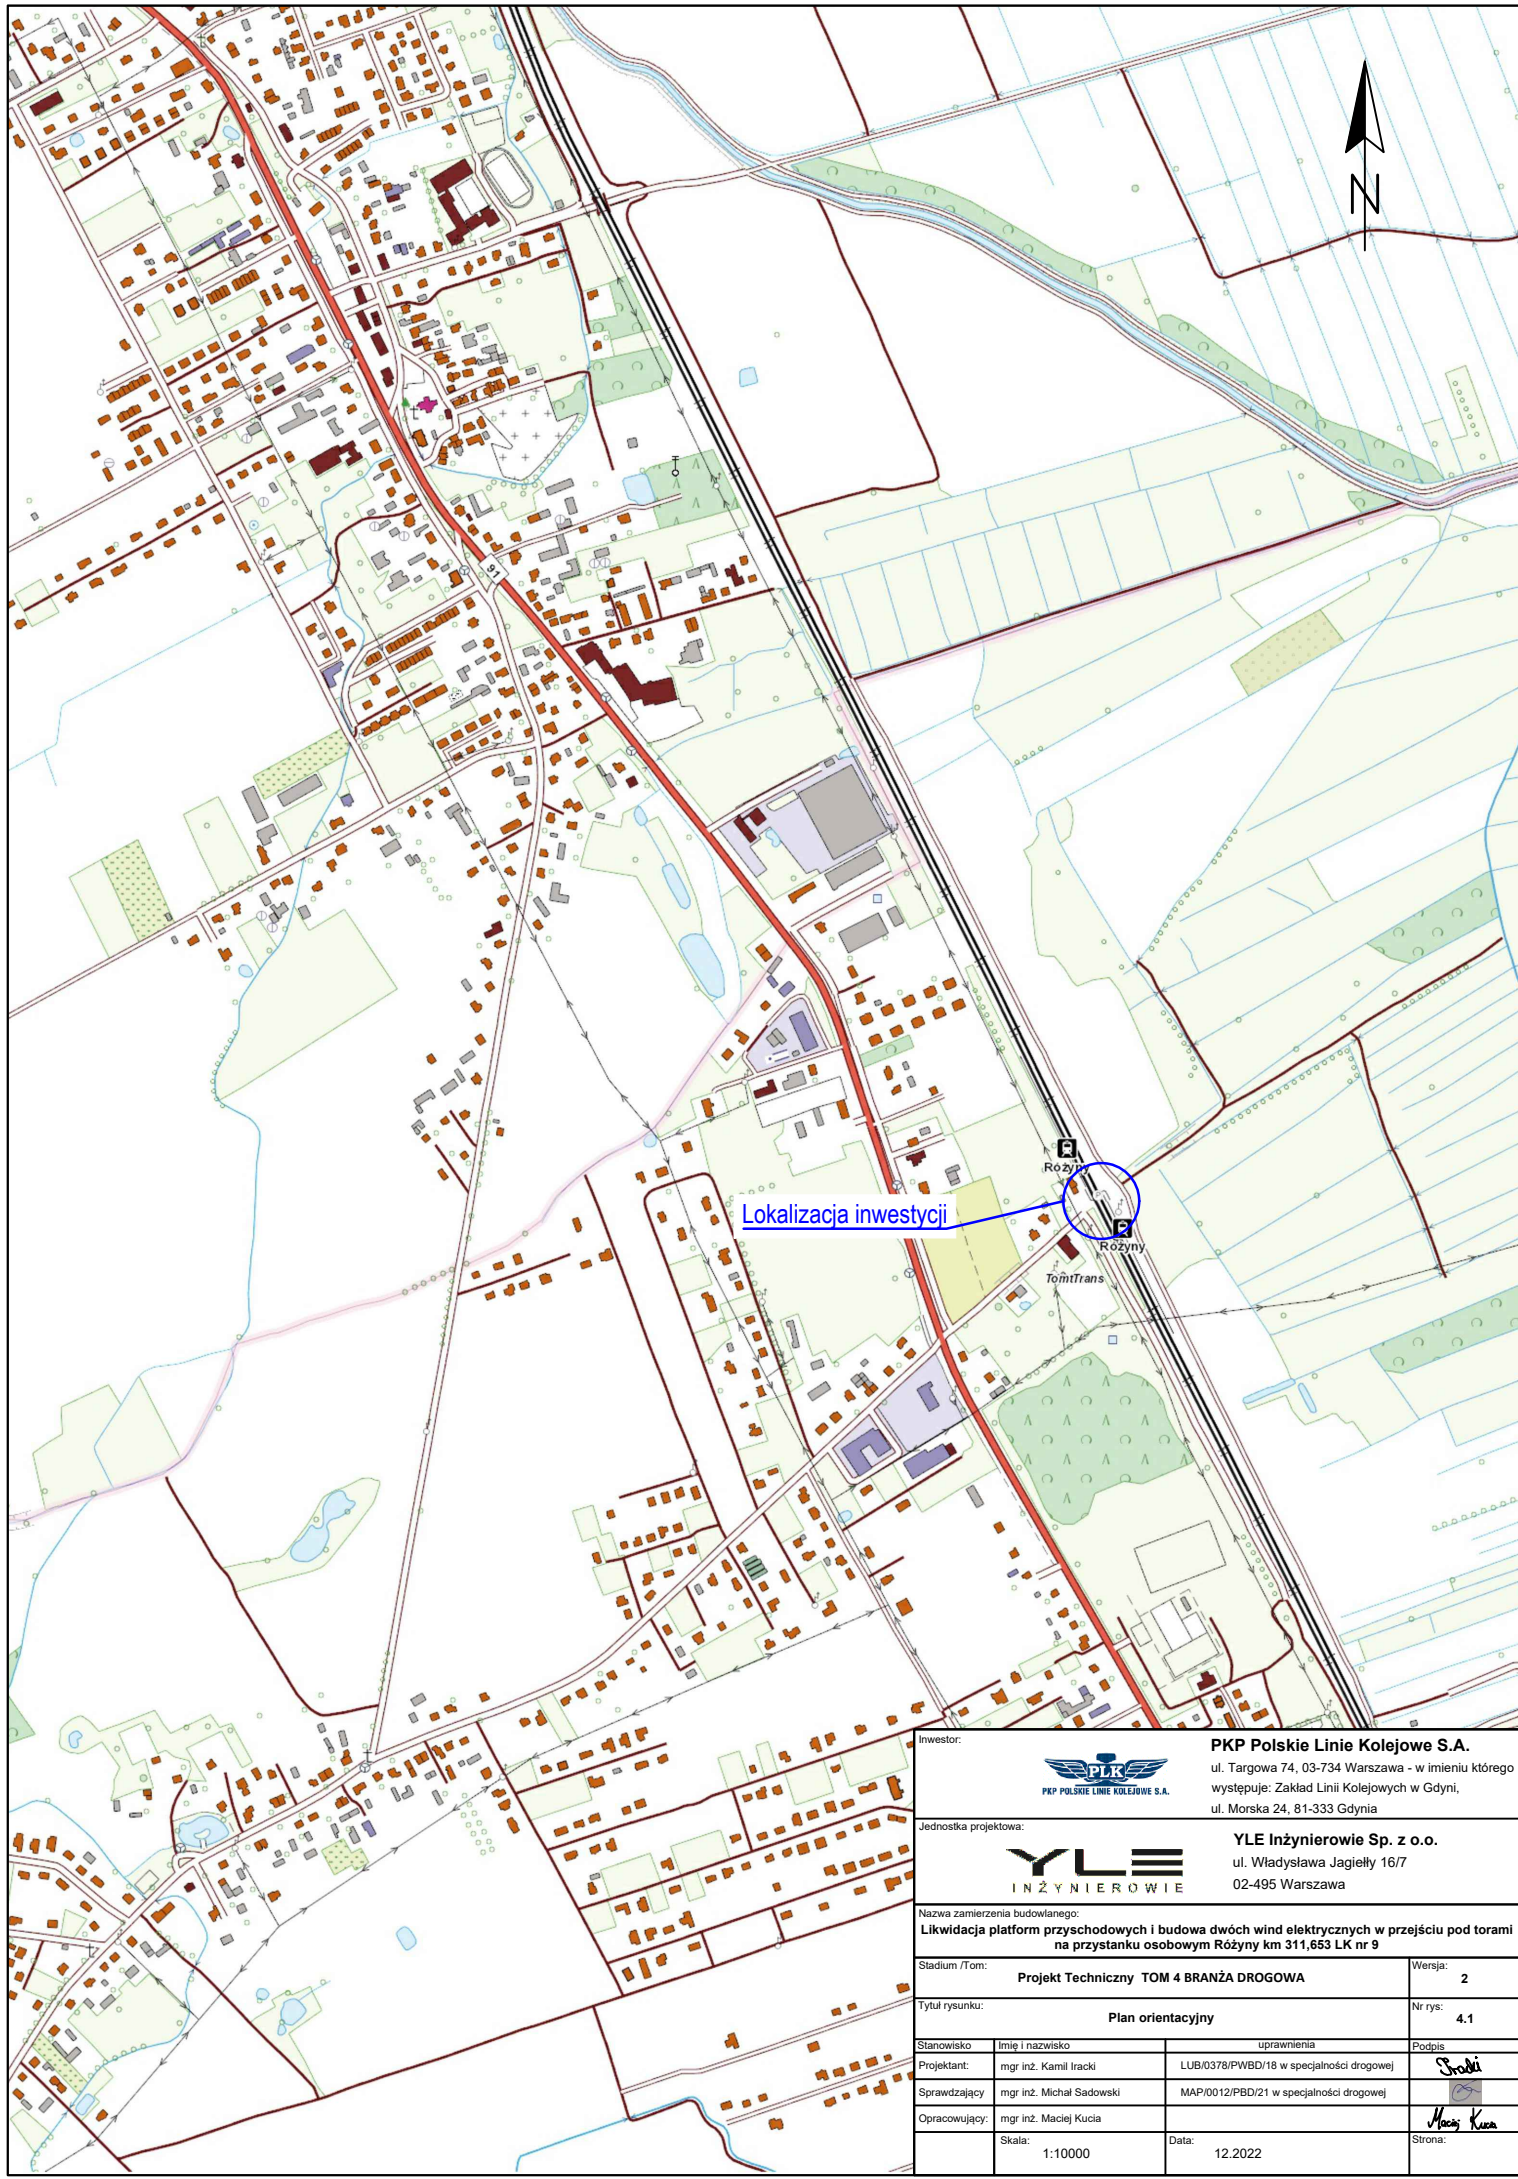 N
91
Różyny
Lokalizacja inwestycji
Różyny
TomtTrans
Inwestor:
PLK
PKP POLSKIE LINIE KOLEJOWE S.A.
PKP Polskie Linie Kolejowe S.A.
ul. Targowa 74, 03-734 Warszawa - w imieniu którego
występuje: Zakład Linii Kolejowych w Gdyni,
ul. Morska 24, 81-333 Gdynia
Jednostka projektowa:
YLE
INŻYNIEROWIE
YLE Inżynierowie Sp. z o.o.
ul. Władysława Jagiełły 16/7
02-495 Warszawa
Nazwa zamierzenia budowlanego:
Likwidacja platform przyschodowych i budowa dwóch wind elektrycznych w przejściu pod torami
na przystanku osobowym Różyny km 311,653 LK nr 9
Stadium /Tom:
Projekt Techniczny TOM 4 BRANŻA DROGOWA
Wersja:
2
Tytuł rysunku:
Plan orientacyjny
Nr rys:
4.1
Stanowisko Imię i nazwisko uprawnienia Podpis
Projektant: mgr inż. Kamil Iracki LUB/0378/PWBD/18 w specjalności drogowej
Sprawdzający mgr inż. Michał Sadowski MAP/0012/PBD/21 w specjalności drogowej
Opracowujący: mgr inż. Maciej Kucia Maciej Kucia
Skala:
1:10000
Data:
12.2022
Strona: